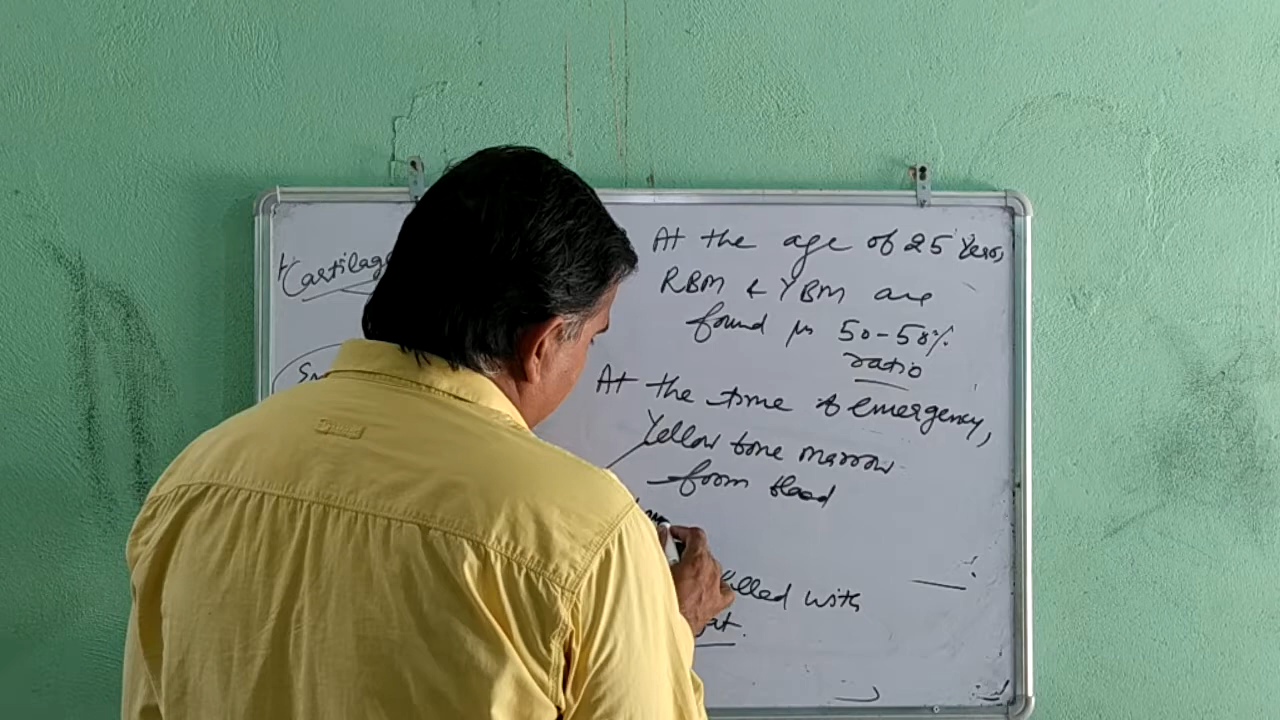 Cartilage
At the age of 25 Years,
RBM & YBM are
found in 50-50%
ratio
At the time of emergency,
Yellow bone marrow
form blood
filled with
fat.